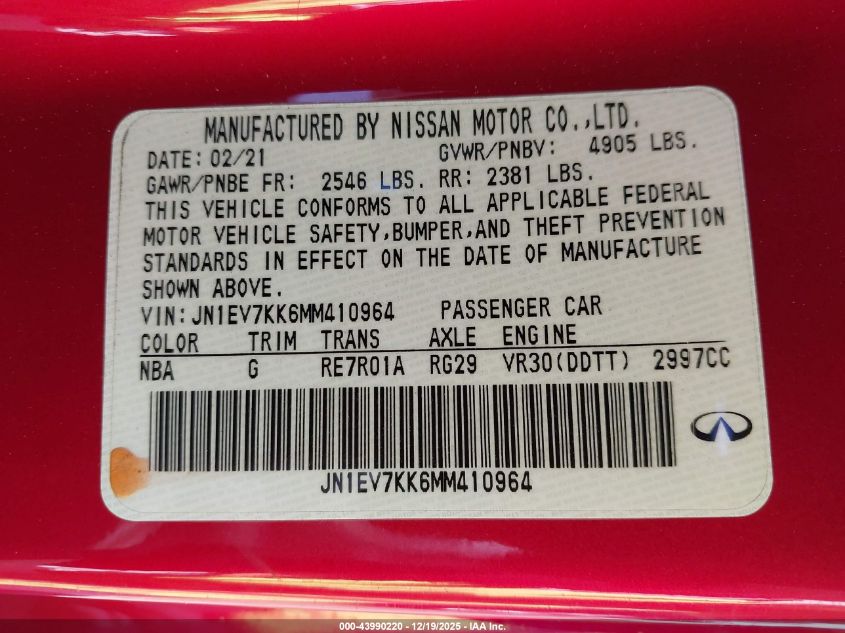 MANUFACTURED BY NISSAN MOTOR CO.,LTD.
DATE: 02/21 GVWR/PNBV: 4905 LBS.
GAWR/PNBE FR: 2546 LBS. RR: 2381 LBS.
THIS VEHICLE CONFORMS TO ALL APPLICABLE FEDERAL
MOTOR VEHICLE SAFETY,BUMPER,AND THEFT PREVENTION
STANDARDS IN EFFECT ON THE DATE OF MANUFACTURE
SHOWN ABOVE.
VIN:JN1EV7KK6MM410964 PASSENGER CAR
COLOR TRIM TRANS AXLE ENGINE
NBA G RE7R01A RG29 VR30(DDTT) 2997CC
JN1EV7KK6MM410964
000-43990220 - 12/19/2025 - IAA Inc.